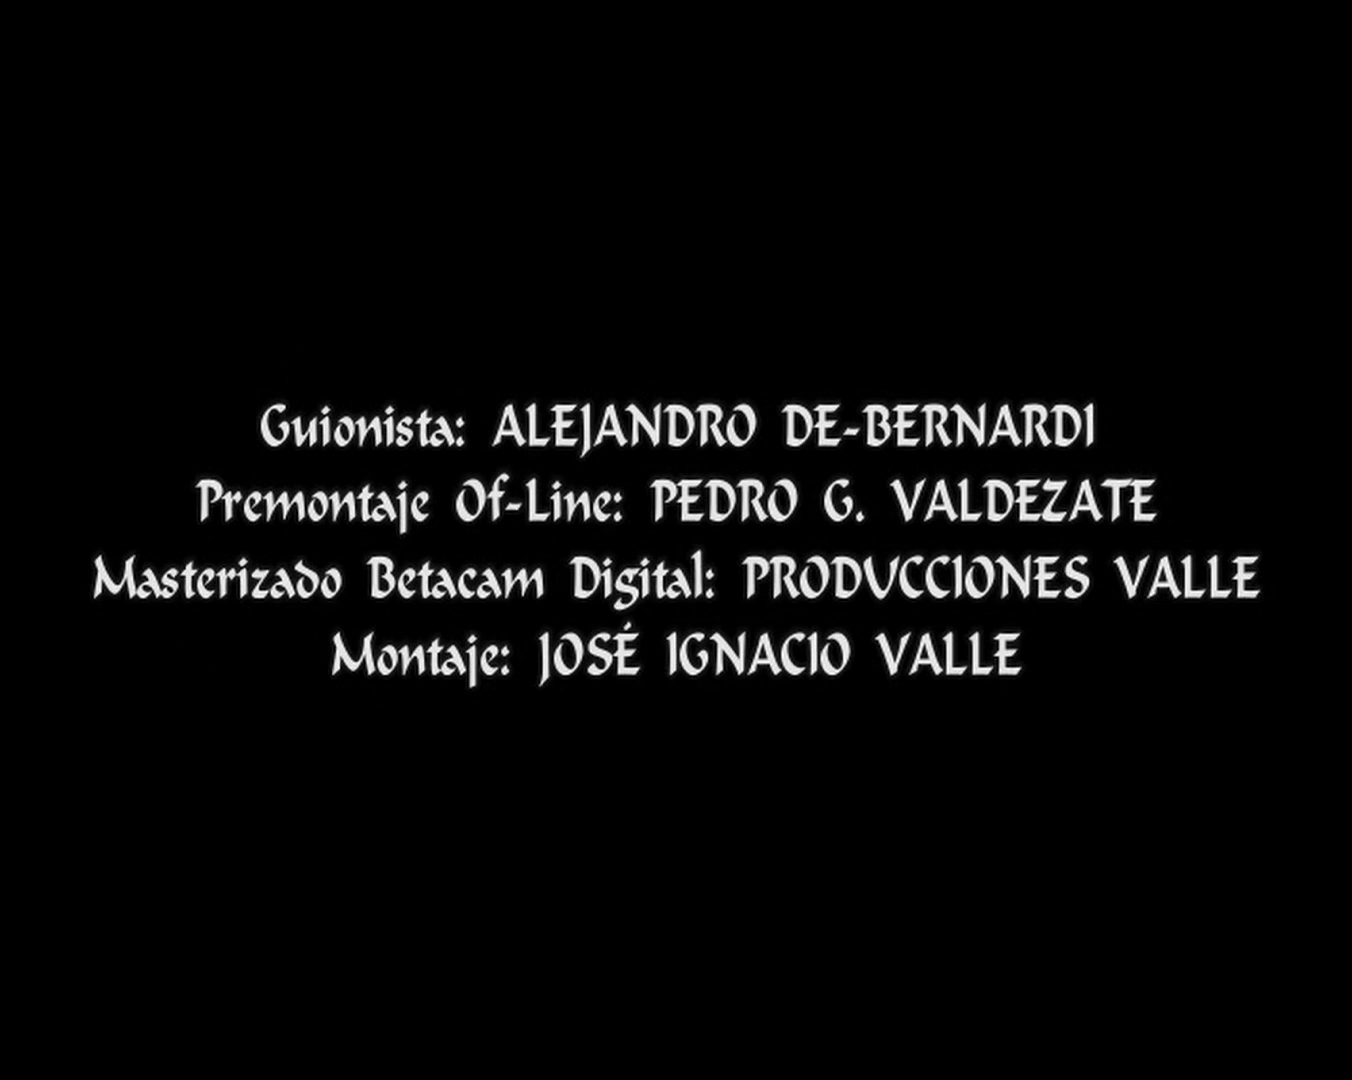 Guionista: ALEJANDRO DE-BERNARDI
Premontaje Of-Line: PEDRO G. VALDEZATE
Masterizado Betacam Digital: PRODUCCIONES VALLE
Montaje: JOSÉ IGNACIO VALLE